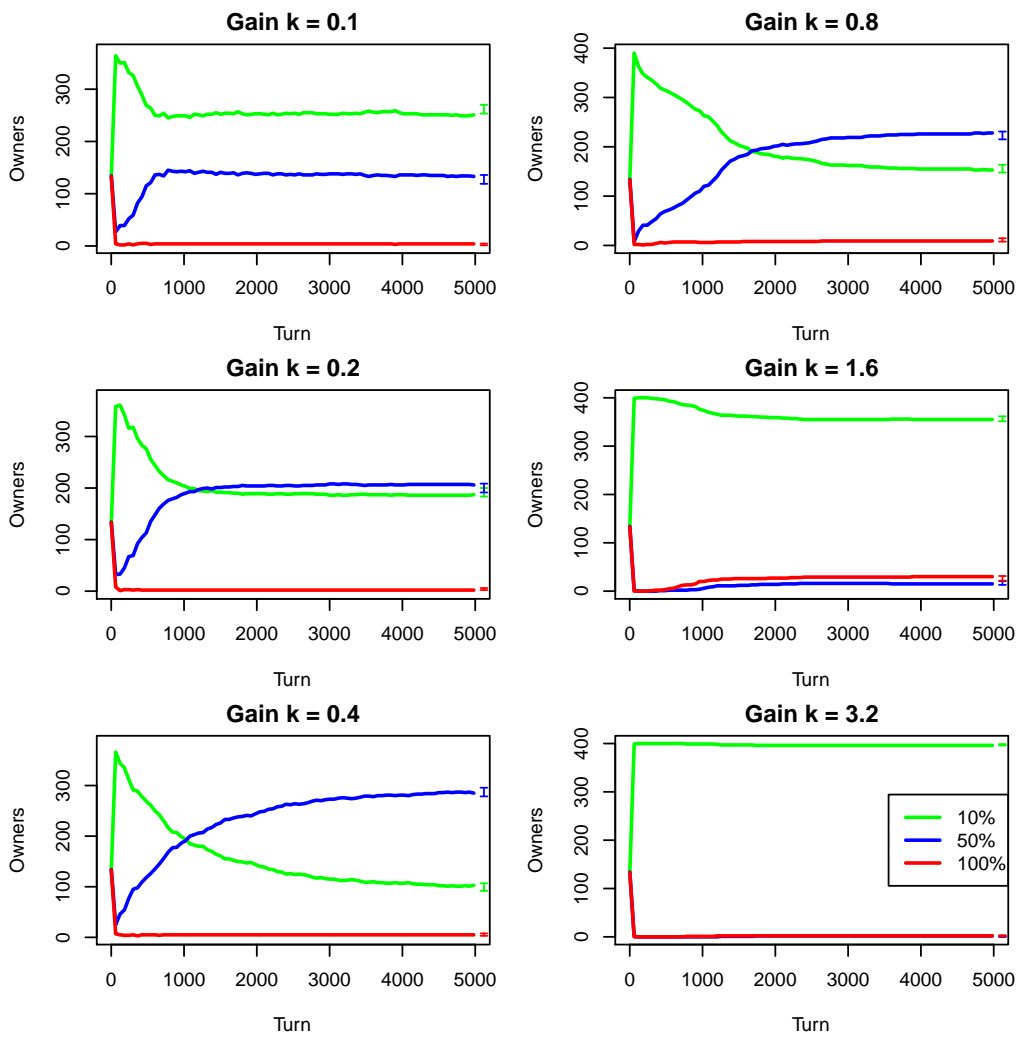 Gain k = 0.1
Owners
0 100 200 300
0 1000 2000 3000 4000 5000
Turn
Gain k = 0.8
Owners
0 100 200 300 400
0 1000 2000 3000 4000 5000
Turn
Gain k = 0.2
Owners
0 100 200 300
0 1000 2000 3000 4000 5000
Turn
Gain k = 1.6
Owners
0 100 200 300 400
0 1000 2000 3000 4000 5000
Turn
Gain k = 0.4
Owners
0 100 200 300
0 1000 2000 3000 4000 5000
Turn
Gain k = 3.2
Owners
0 100 200 300 400
0 1000 2000 3000 4000 5000
Turn
10%
50%
100%